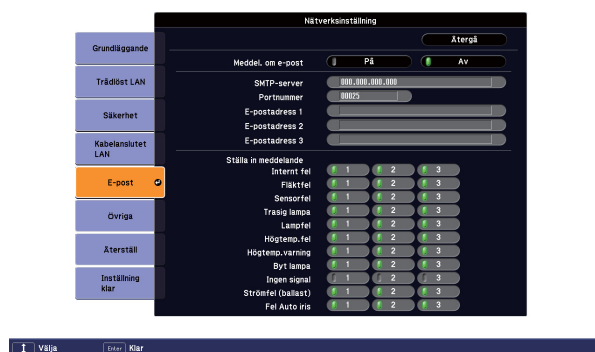 Nätverksinställning
Återgå
Grundläggande
Trådlöst LAN
Säkerhet
Kabelanslutet
LAN
E-post
Övriga
Återställ
Inställning
klar
Meddel. om e-post På Av
SMTP-server 000.000.000.000
Portnummer 00025
E-postadress 1
E-postadress 2
E-postadress 3
Ställa in meddelande
Internt fel 1 2 3
Fläktfel 1 2 3
Sensorfel 1 2 3
Trasig lampa 1 2 3
Lampfel 1 2 3
Högtemp.fel 1 2 3
Högtemp.varning 1 2 3
Byt lampa 1 2 3
Ingen signal 1 2 3
Strömfel (ballast) 1 2 3
Fel Auto iris 1 2 3
Välja Enter Klar